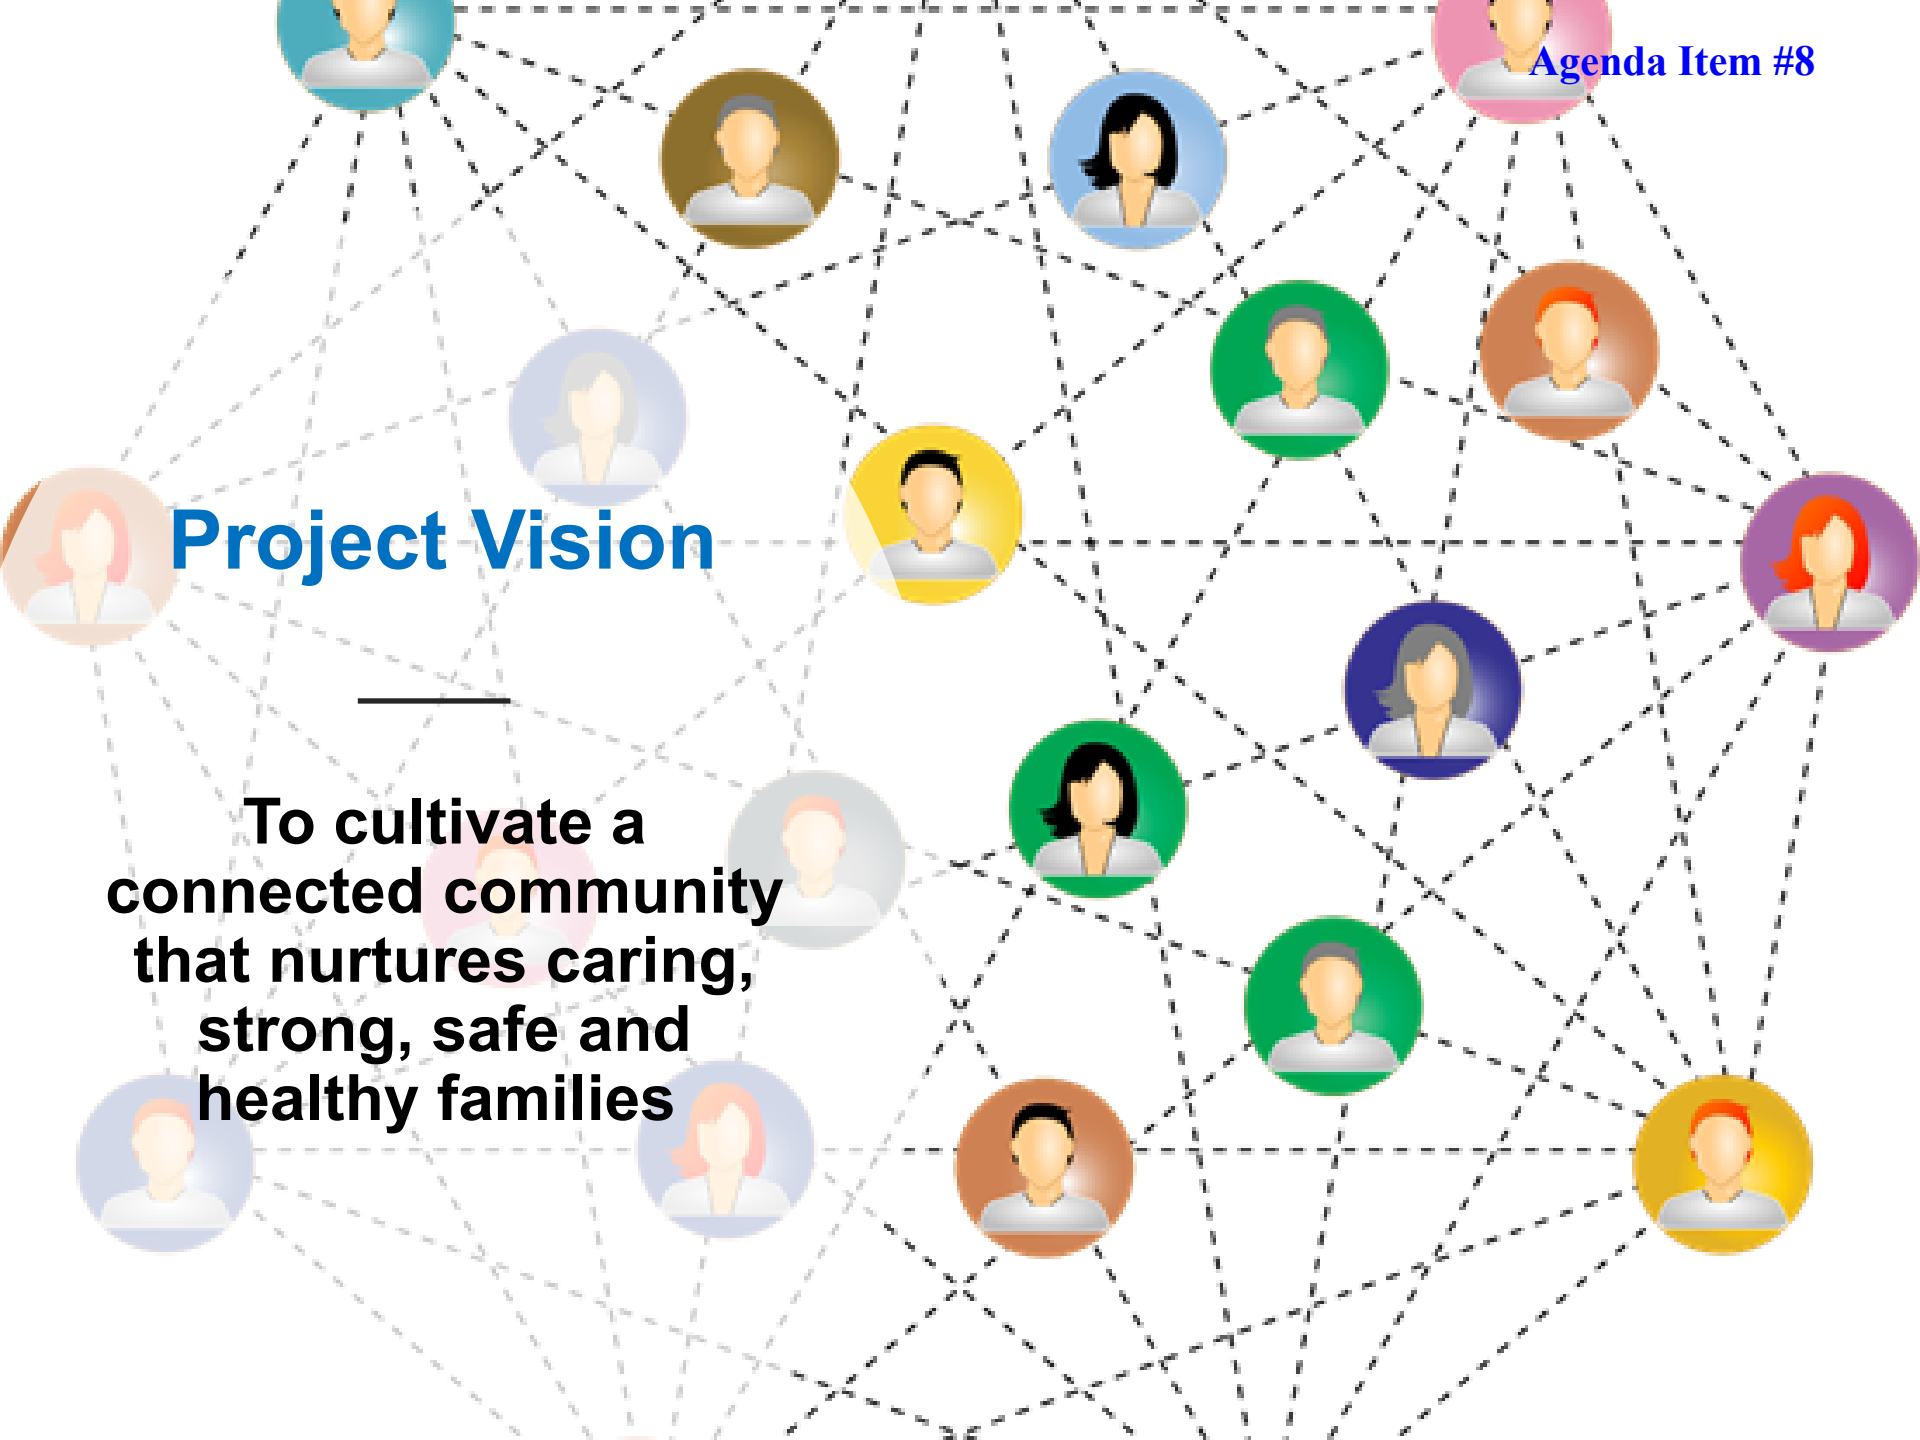 Agenda Item #8
Project Vision
To cultivate a
connected community
that nurtures caring,
strong, safe and
healthy families